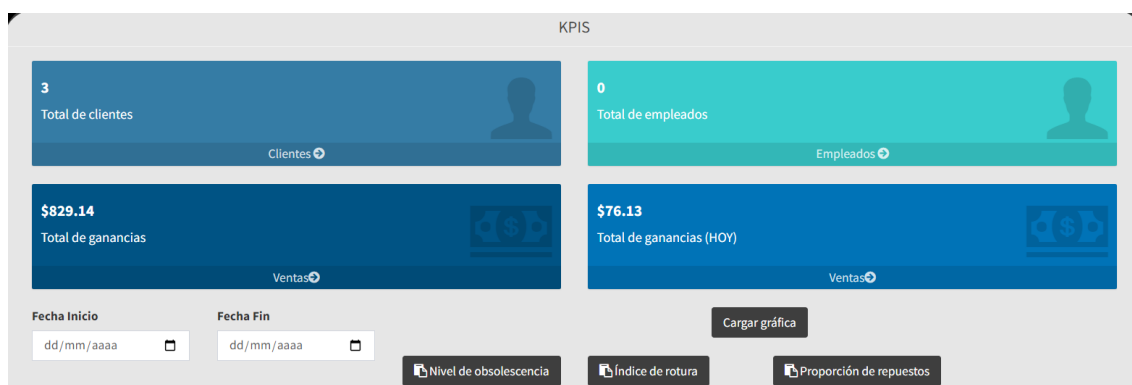 KPIS
3
Total de clientes
Clientes
0
Total de empleados
Empleados
$829.14
Total de ganancias
Ventas
$76.13
Total de ganancias (HOY)
Ventas
Fecha Inicio
Fecha Fin
dd/mm/aaaa
dd/mm/aaaa
Cargar gráfica
Nivel de obsolescencia
Índice de rotura
Proporción de repuestos